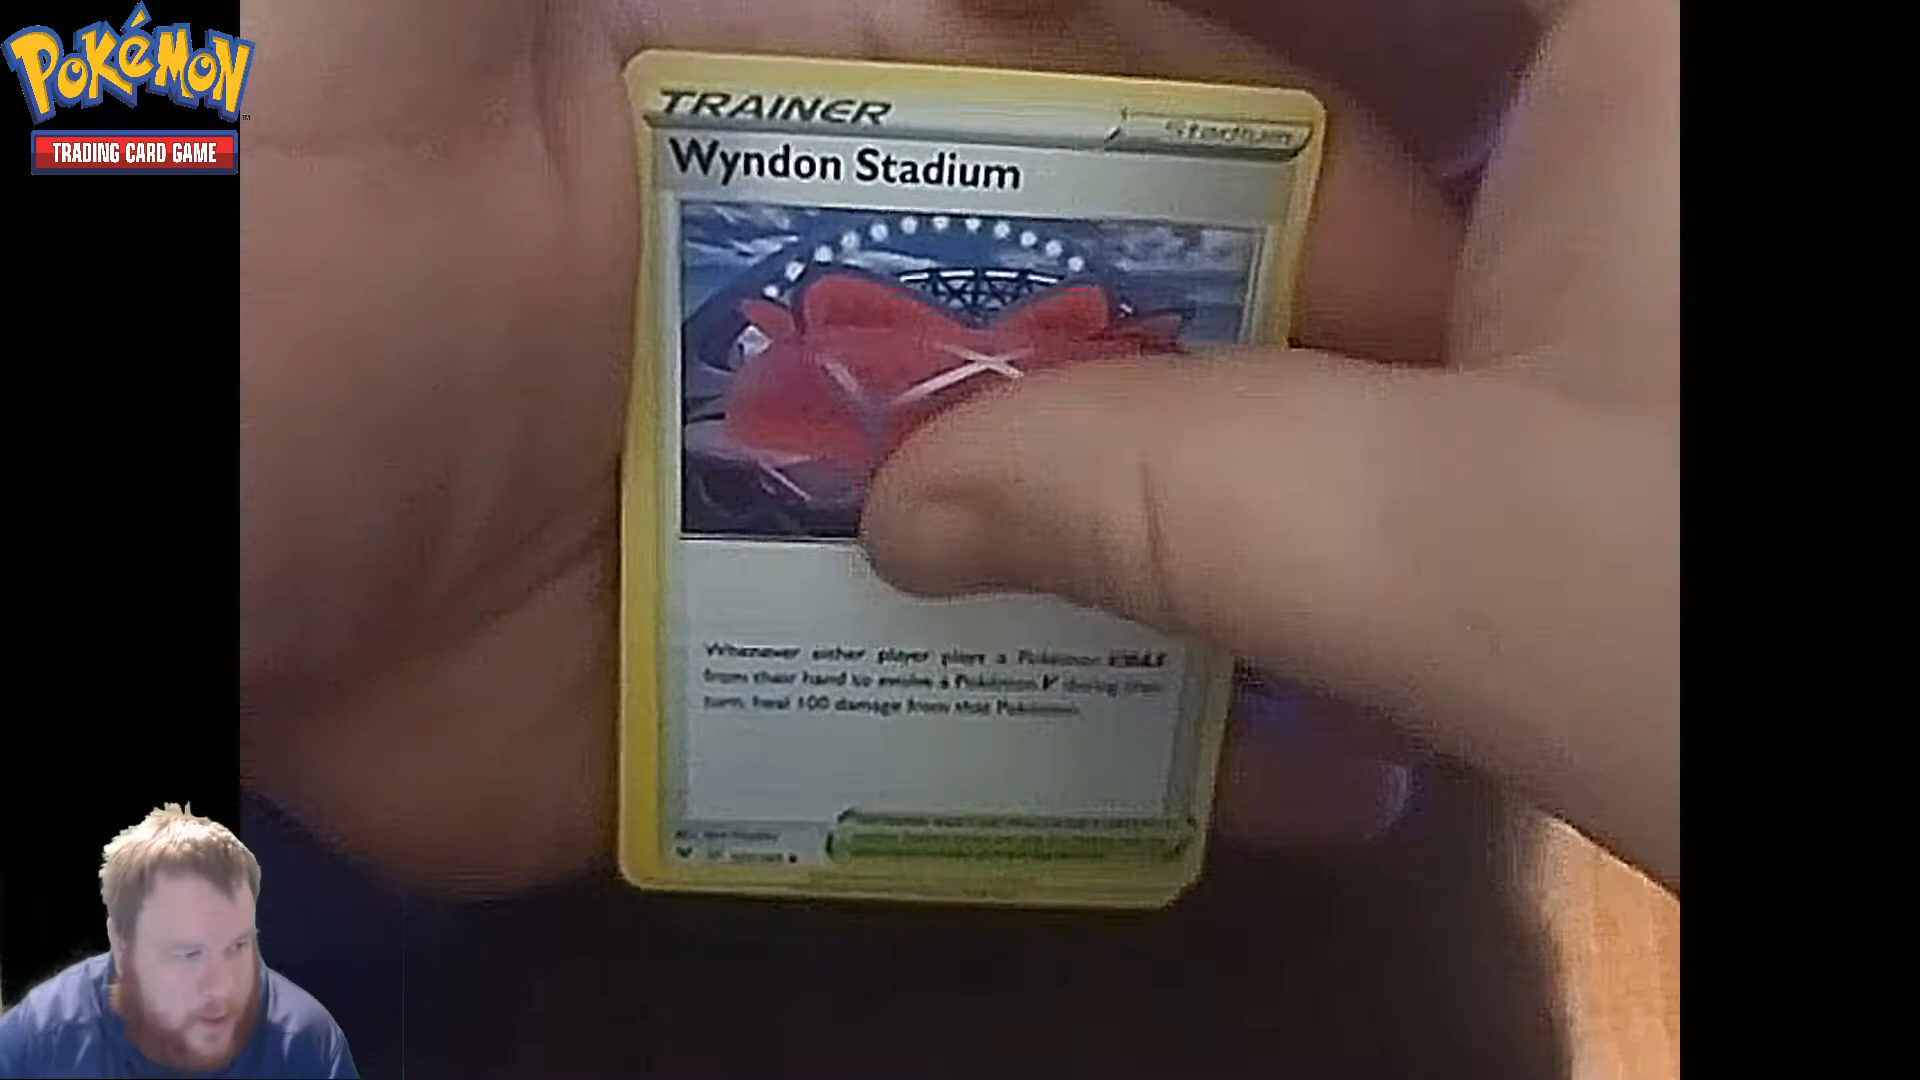 POKéMON
TRADING CARD GAME
TRAINER
Stadium
Wyndon Stadium
Whenever either player plays a Pokémon VMAX
from their hand to evolve a Pokémon V during their
turn, heal 100 damage from that Pokémon.